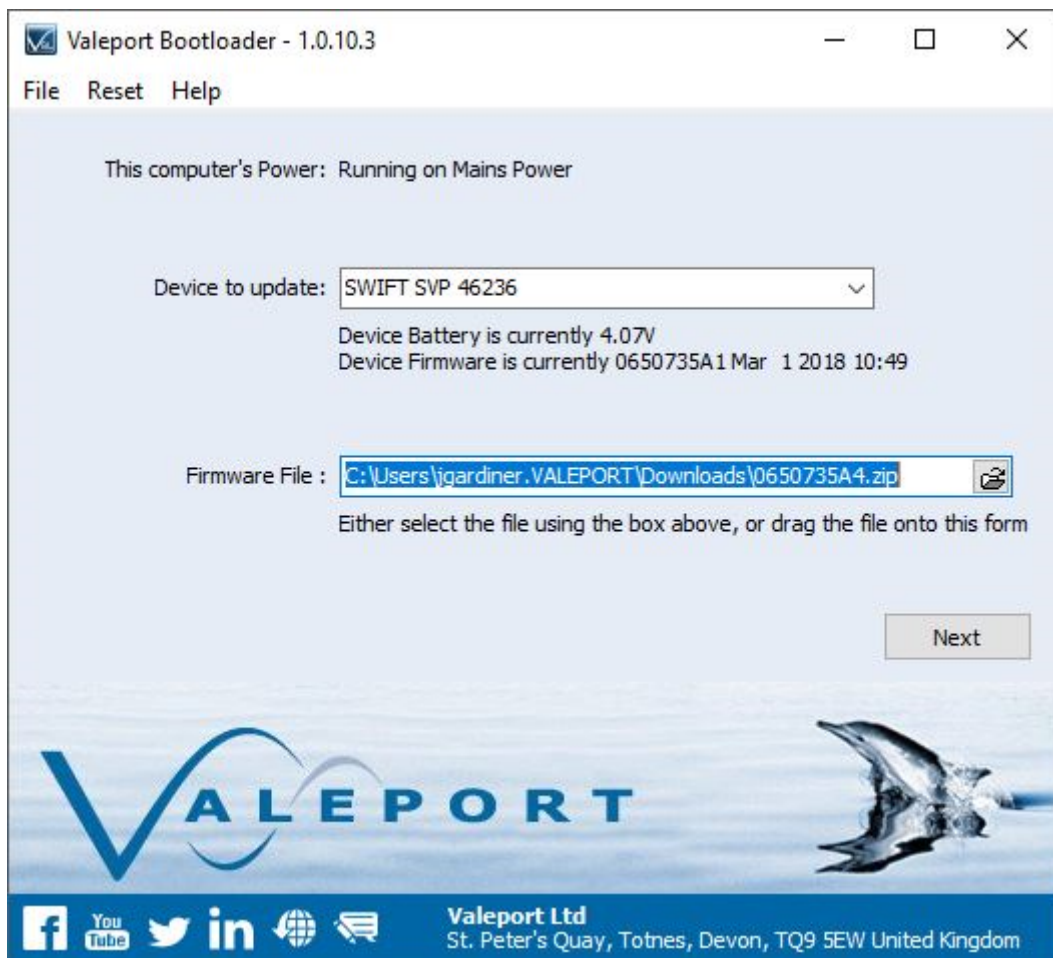 Valeport Bootloader - 1.0.10.3
File Reset Help
This computer's Power: Running on Mains Power
Device to update: SWIFT SVP 46236
Device Battery is currently 4.07V
Device Firmware is currently 0650735A1 Mar  1 2018 10:49
Firmware File : C:\Users\jgardiner.VALEPORT\Downloads\0650735A4.zip
Either select the file using the box above, or drag the file onto this form
Next
VALEPORT
You
Tube
Valeport Ltd
St. Peter's Quay, Totnes, Devon, TQ9 5EW United Kingdom